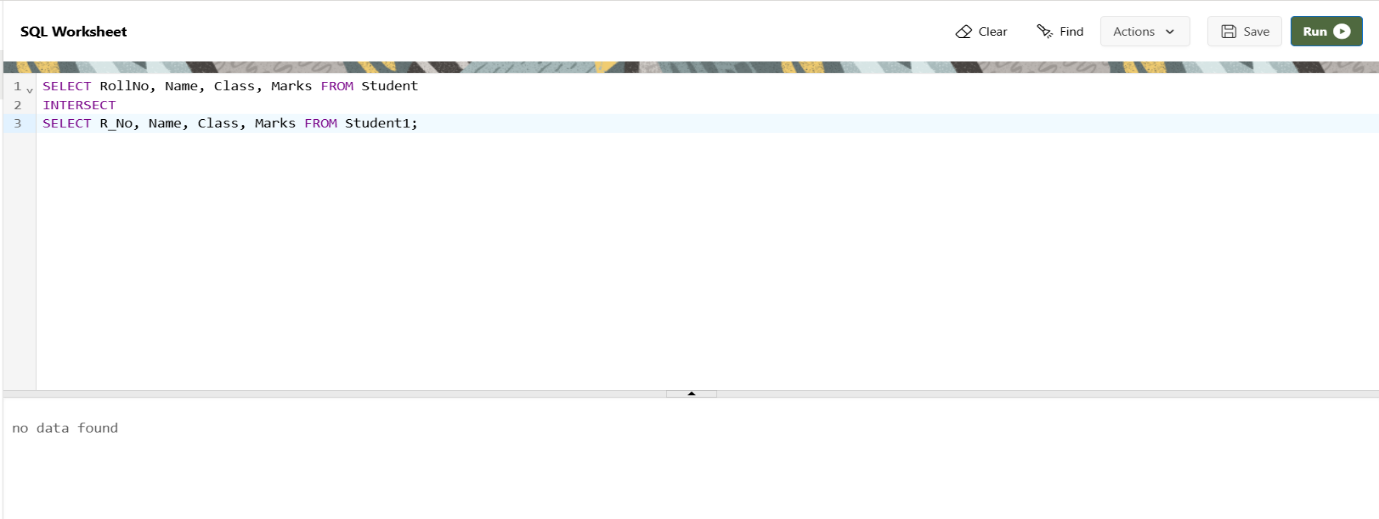 SQL Worksheet
Clear
Find
Actions
Save
Run
1 SELECT RollNo, Name, Class, Marks FROM Student
2 INTERSECT
3 SELECT R_No, Name, Class, Marks FROM Student1;
no data found